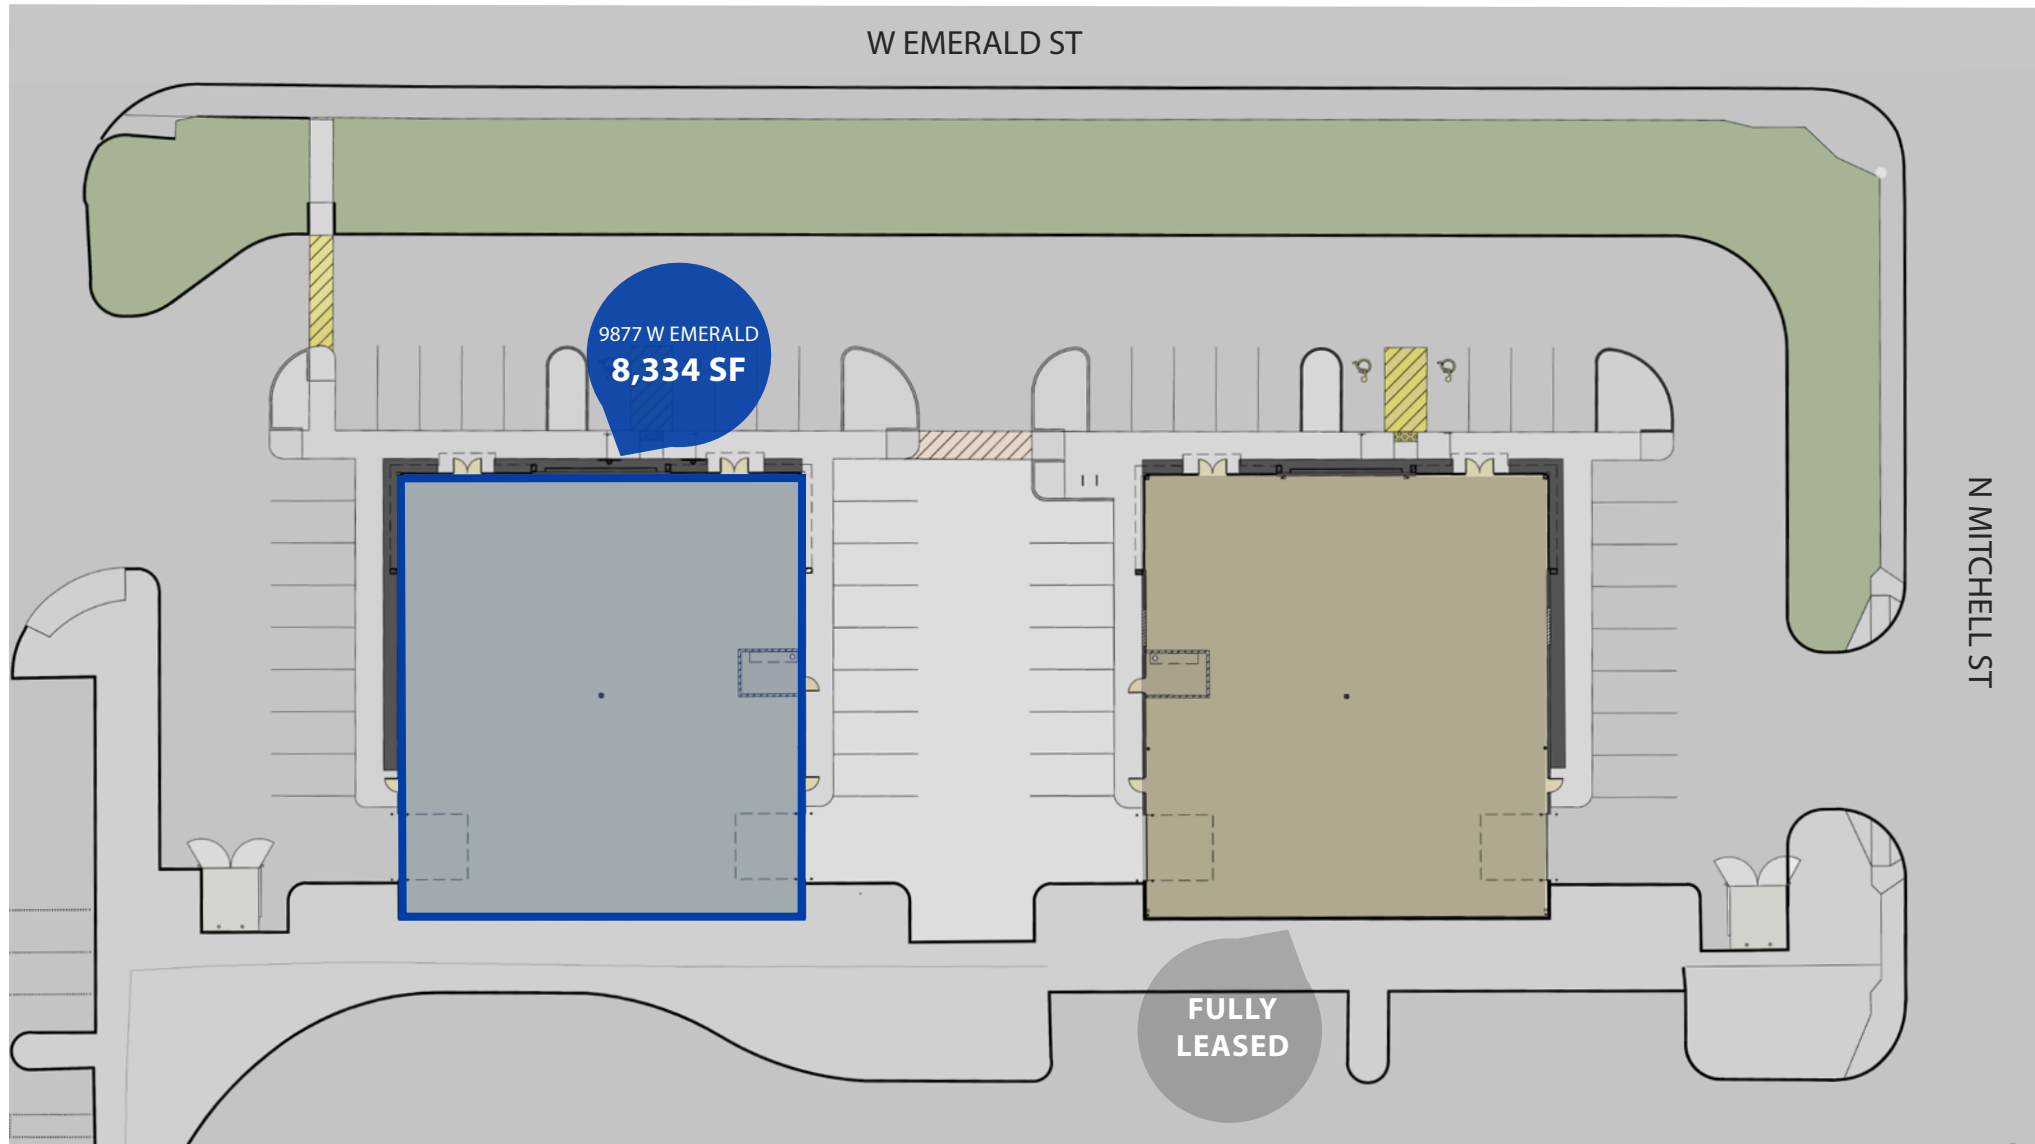 W EMERALD ST
9877 W EMERALD
8,334 SF
N MITCHELL ST
FULLY
LEASED